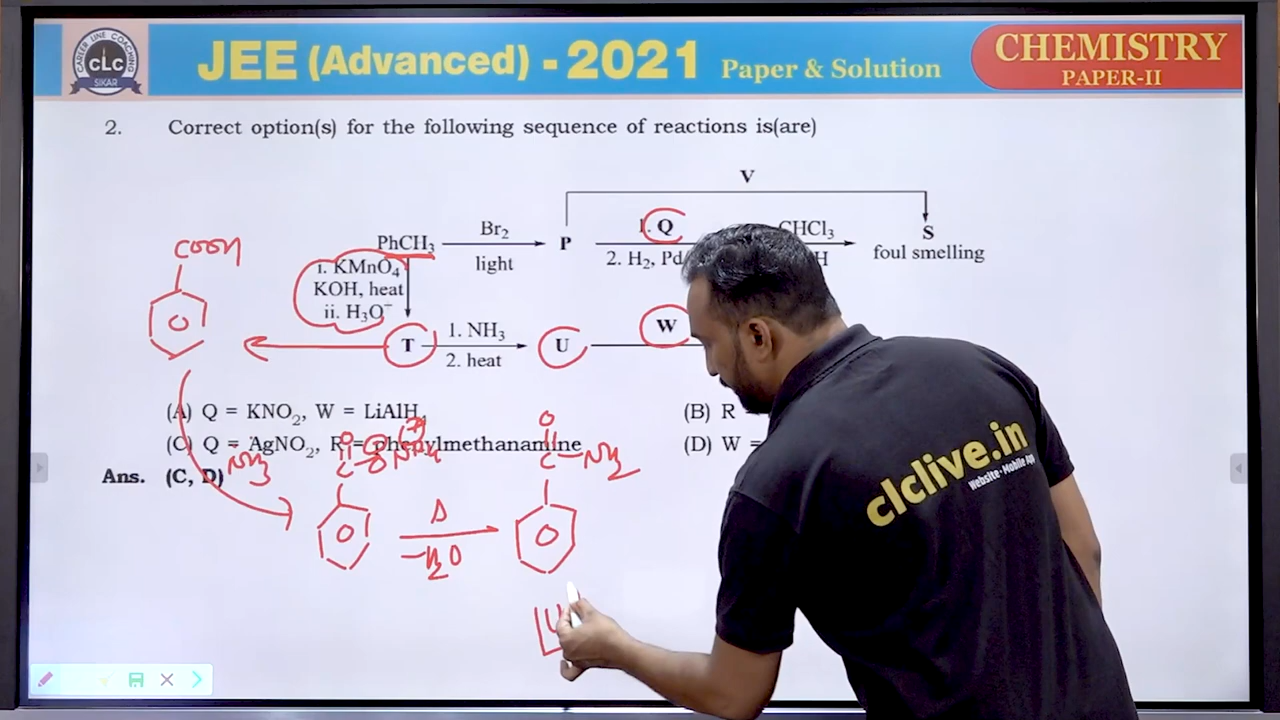 CAREER LINE COACHING
CLC
SIKAR
JEE (Advanced) - 2021 Paper & Solution
CHEMISTRY
PAPER-II
2. Correct option(s) for the following sequence of reactions is(are)
V
PhCH3 Br2 light P 1. Q 2. H2, Pd CHCl3 H S foul smelling
COOH
i. KMnO4
KOH, heat
ii. H3O
T 1. NH3 2. heat U W
(A) Q = KNO2, W = LiAlH
(B) R
(C) Q = AgNO2, R = phenylmethanamine
(D) W =
Ans. (C, D)
NH3
O
C
O
C-NH2
Δ
-H2O
U
clclive.in
Website • Mobile App